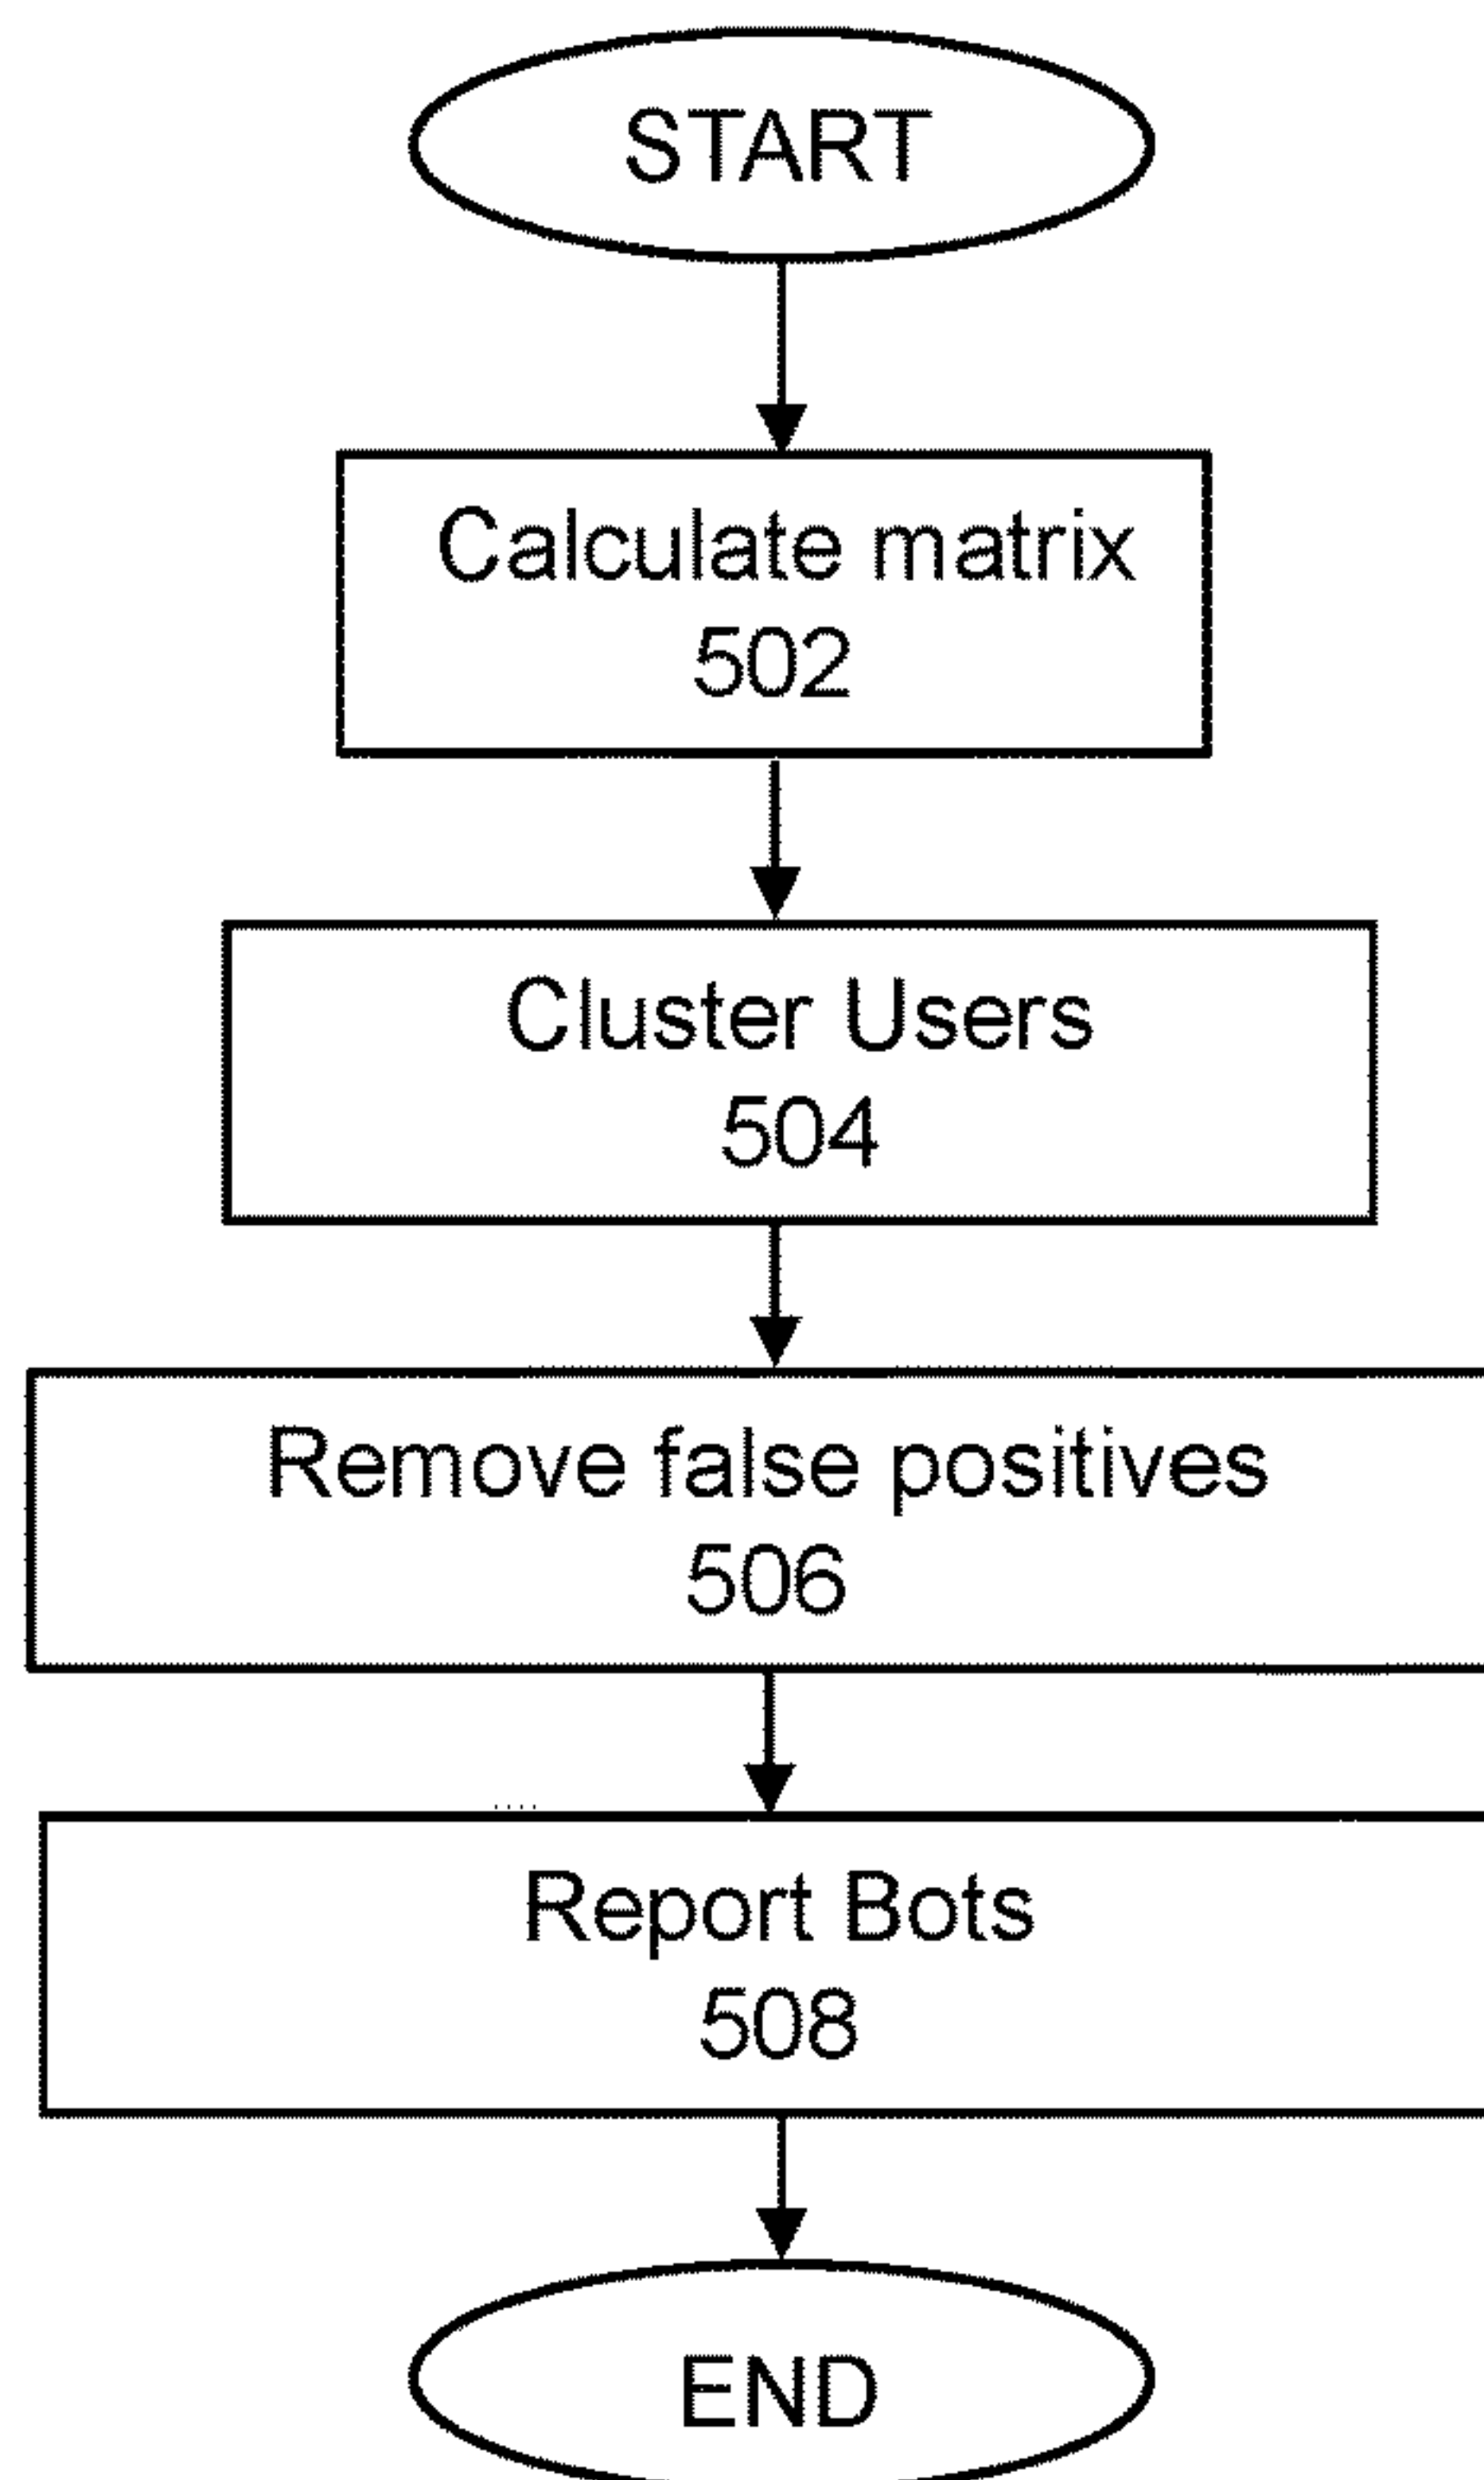 START
Calculate matrix
502
Cluster Users
504
Remove false positives
506
Report Bots
508
END